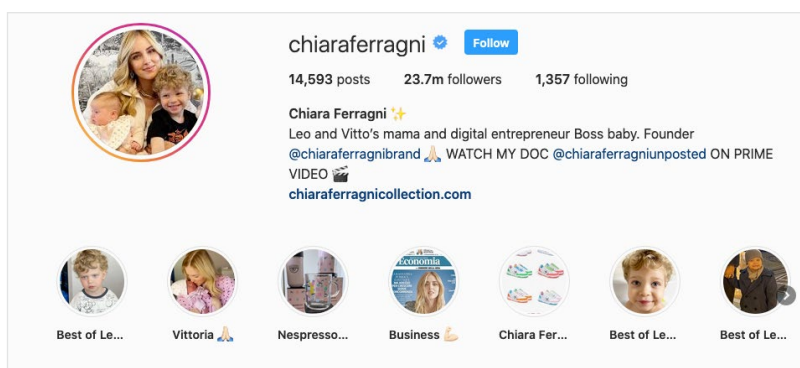 chiaraferragni
Follow
14,593 posts 23.7m followers 1,357 following
Chiara Ferragni ✨
Leo and Vitto's mama and digital entrepreneur Boss baby. Founder
@chiaraferragnibrand 🙏🏻 WATCH MY DOC @chiaraferragniunposted ON PRIME
VIDEO 🎬
chiaraferragnicollection.com
Economia
Best of Le... Vittoria 🙏🏻 Nespresso... Business 💪🏻 Chiara Fer... Best of Le... Best of Le...